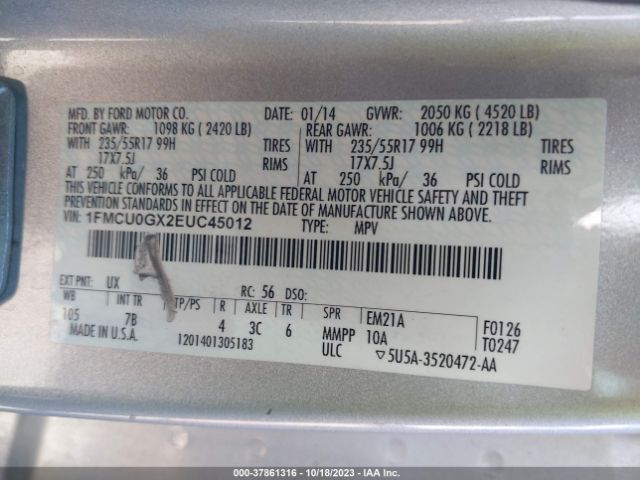 MFD. BY FORD MOTOR CO. DATE: 01/14 GVWR: 2050 KG ( 4520 LB)
FRONT GAWR: 1098 KG ( 2420 LB) REAR GAWR: 1006 KG ( 2218 LB)
WITH 235/55R17 99H TIRES WITH 235/55R17 99H TIRES
17X7.5J RIMS 17X7.5J RIMS
AT 250 kPa/ 36 PSI COLD AT 250 kPa/ 36 PSI COLD
THIS VEHICLE CONFORMS TO ALL APPLICABLE FEDERAL MOTOR VEHICLE SAFETY AND THEFT
PREVENTION STANDARDS IN EFFECT ON THE DATE OF MANUFACTURE SHOWN ABOVE.
VIN: 1FMCU0GX2EUC45012 TYPE: MPV
EXT PNT: UX RC: 56 DSO:
WB INT TR TP/PS R AXLE TR SPR EM21A F0126
105 7B 4 3C 6 MMPP 10A T0247
MADE IN U.S.A. 1201401305183 ULC ▽5U5A-3520472-AA
000-37861316 - 10/18/2023 - IAA Inc.